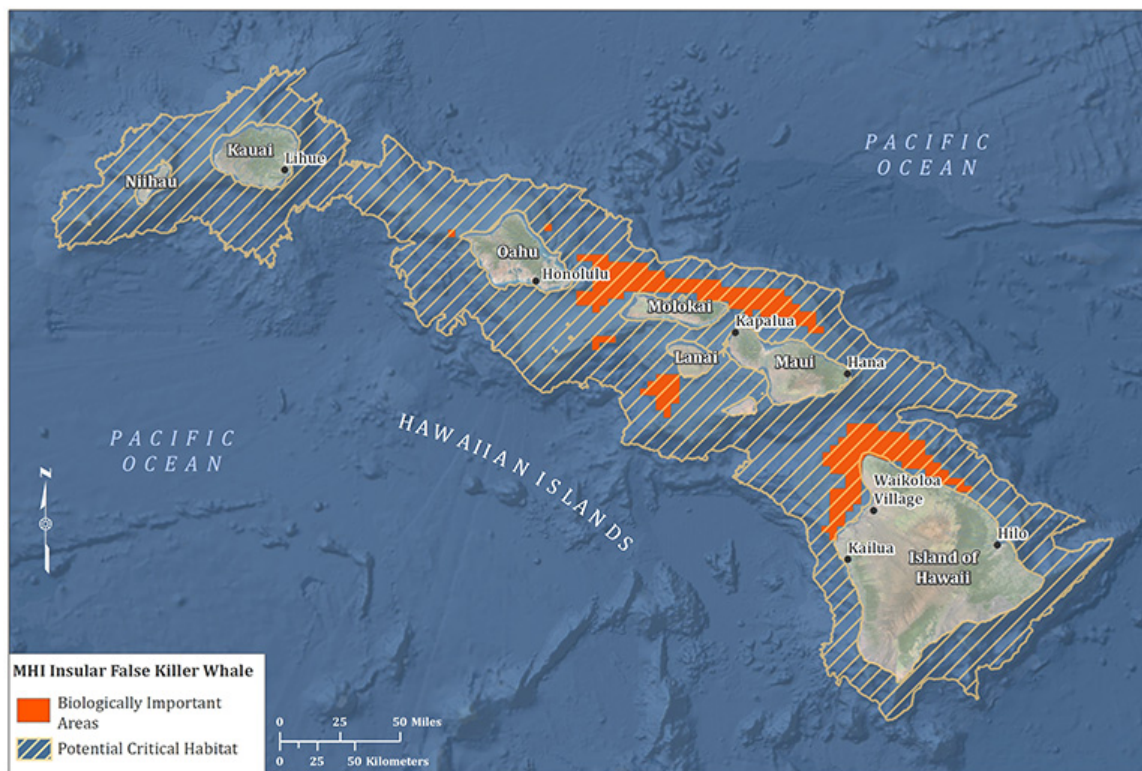 PACIFIC
OCEAN
Kauai
Lihue
Niihau
Oahu
Honolulu
Molokai
Kapalua
Lanai
Maui
Hana
HAWAIIAN ISLANDS
PACIFIC
OCEAN
Waikoloa
Village
Hilo
Kailua
Island of
Hawaii
N
MHI Insular False Killer Whale
Biologically Important
Areas
Potential Critical Habitat
0 25 50 Miles
0 25 50 Kilometers